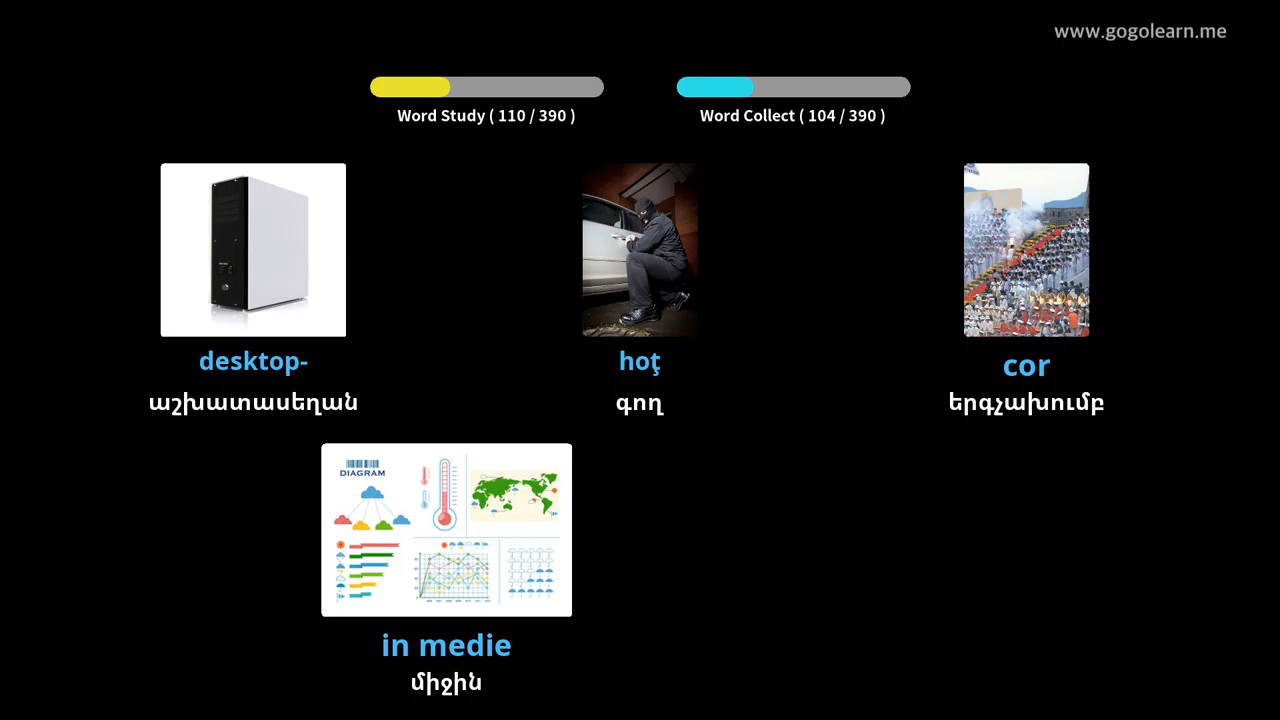 www.gogolearn.me
Word Study ( 110 / 390 )
Word Collect ( 104 / 390 )
desktop-
hoţ
cor
աշխատասեղան
գող
երգչախումբ
DIAGRAM
in medie
միջին